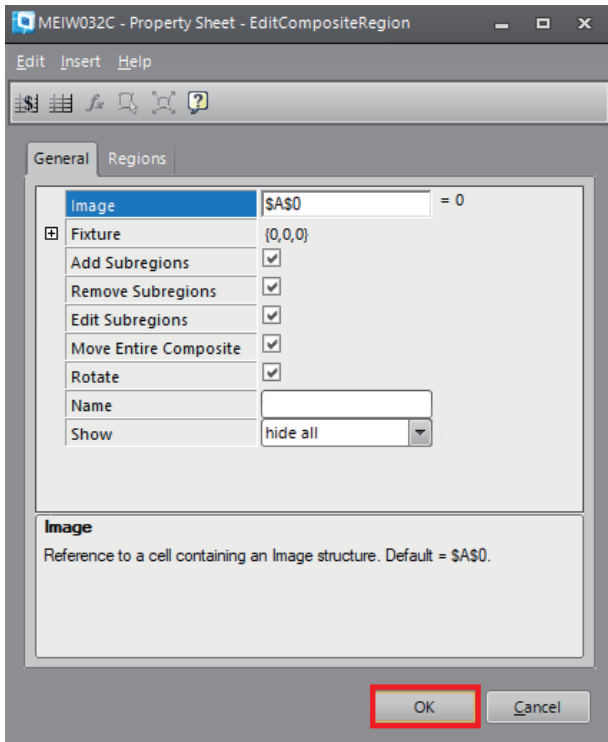 MEIW032C - Property Sheet - EditCompositeRegion
Edit Insert Help
$ fx ?
General Regions
Image $A$0 = 0
Fixture {0,0,0}
Add Subregions
Remove Subregions
Edit Subregions
Move Entire Composite
Rotate
Name
Show hide all
Image
Reference to a cell containing an Image structure. Default = $A$0.
OK Cancel